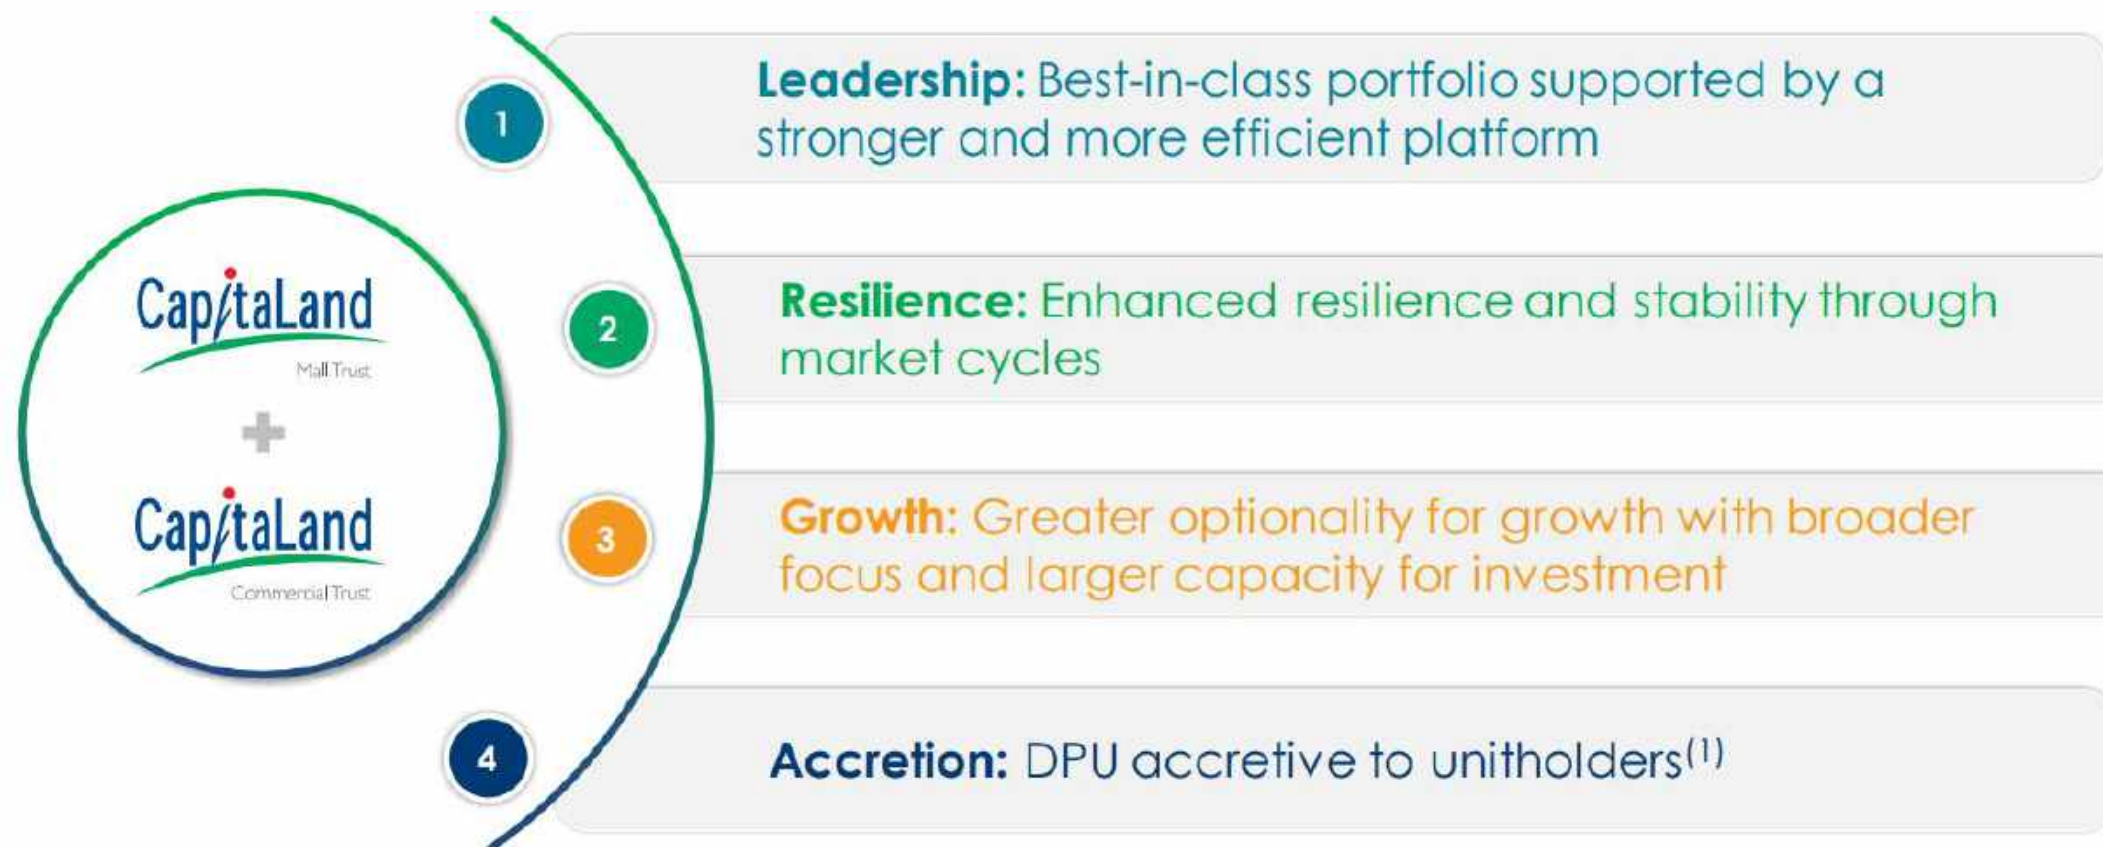 CapitaLand
Mall Trust
+
CapitaLand
Commercial Trust
1
Leadership: Best-in-class portfolio supported by a
stronger and more efficient platform
2
Resilience: Enhanced resilience and stability through
market cycles
3
Growth: Greater optionality for growth with broader
focus and larger capacity for investment
4
Accretion: DPU accretive to unitholders(1)